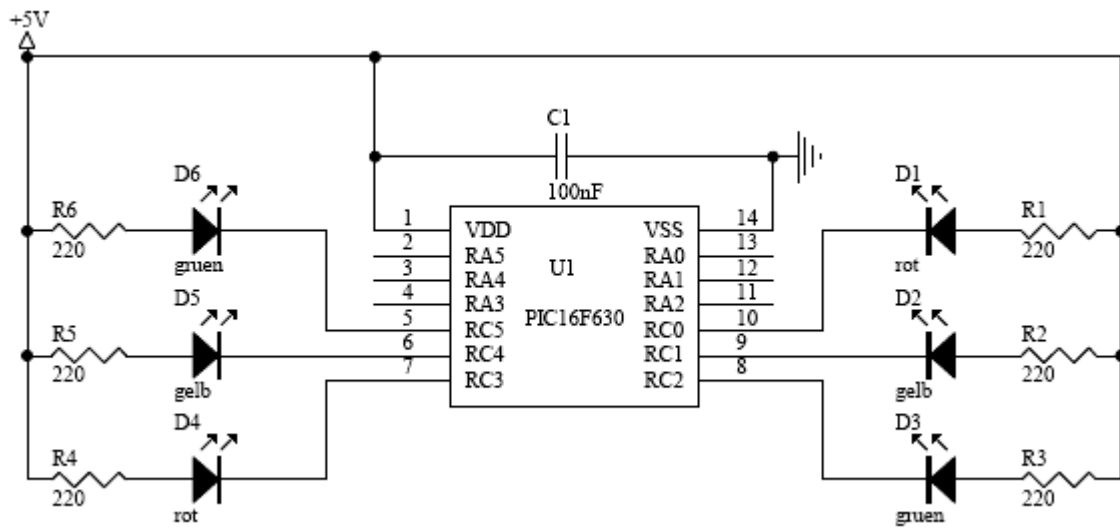 +5V
C1
100nF
D6
R6
220
gruen
D5
R5
220
gelb
D4
R4
220
rot
1 VDD VSS 14
2 RA5 RA0 13
3 RA4 U1 RA1 12
4 RA3 RA2 11
PIC16F630
5 RC5 RC0 10
6 RC4 RC1 9
7 RC3 RC2 8
D1
R1
220
rot
D2
R2
220
gelb
D3
R3
220
gruen